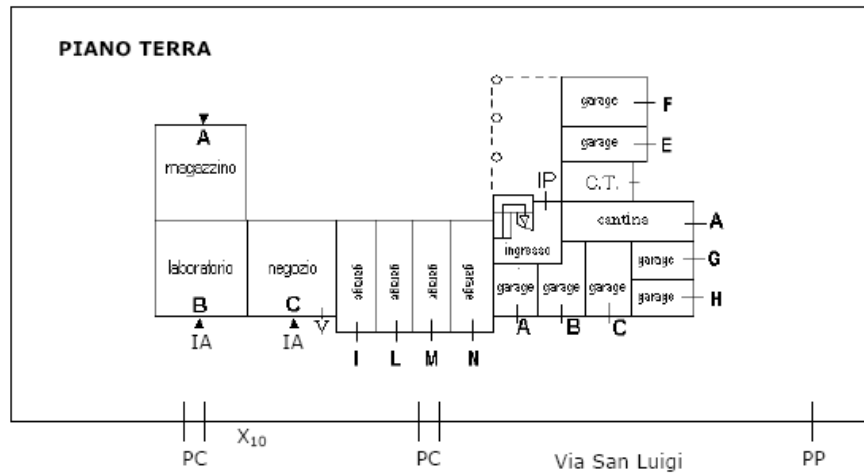 PIANO TERRA
garage F
garage E
A
magazzino
C.T.
IP
cantina A
ingresso
garage G
laboratorio
negozio
garage
garage
garage
garage
garage
garage
garage
garage H
B
C
A
B
C
IA
IA
V
I
L
M
N
X10
PC
PC
Via San Luigi
PP